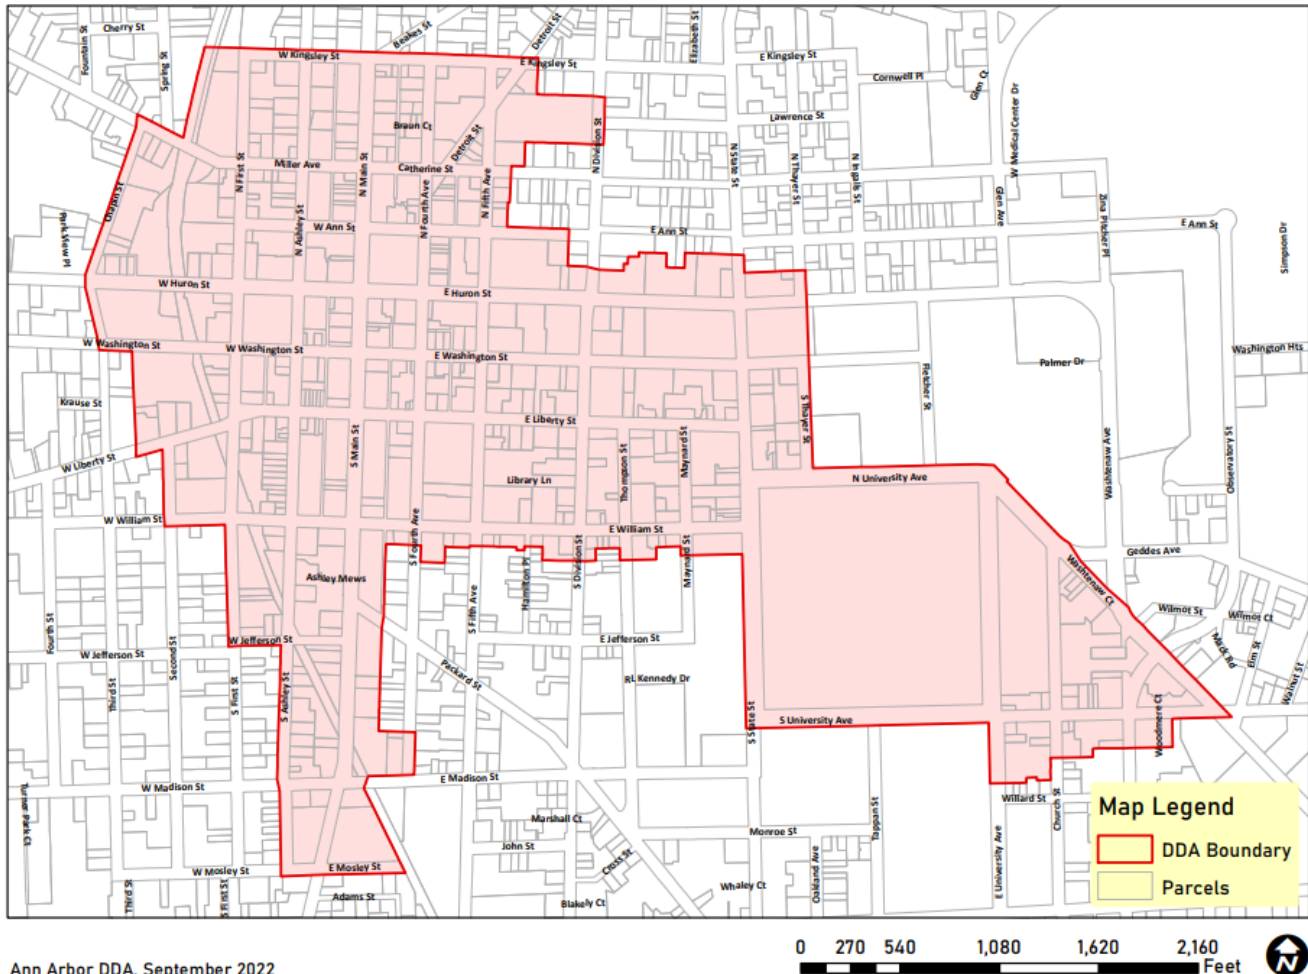 Cherry St
Fountain St
Spring St
Beakes St
Detroit St
Elizabeth St
W Kingsley St
E Kingsley St
E Kingsley St
Cornwell Pl
Glen Ct
W Medical Center Dr
Braun Ct
Detroit St
Lawrence St
N Division St
N State St
N Thayer St
N Ingalls St
Miller Ave
Catherine St
N First St
N Main St
N Fourth Ave
N Fifth Ave
Chapin St
Park View Pl
N Ashley St
W Ann St
E Ann St
Glen Ave
Zina Pitcher Pl
E Ann St
Simpson Dr
W Huron St
E Huron St
W Washington St
W Washington St
E Washington St
Palmer Dr
Washington Hts
Fletcher St
Krause St
E Liberty St
S Thayer St
W Liberty St
S Main St
Thompson St
Maynard St
Library Ln
N University Ave
Washtenaw Ave
Observatory St
W William St
S Fourth Ave
E William St
Geddes Ave
Ashley Mews
S Fifth Ave
Hamilton Pl
S Division St
Maynard St
Washtenaw Ct
Wilmot St
Wilmot Ct
Fourth St
W Jefferson St
Second St
W Jefferson St
E Jefferson St
Mack Rd
Elm St
Walnut St
Packard St
RL Kennedy Dr
Third St
S First St
S Ashley St
S State St
S University Ave
Woodmere Ct
Turner Park Ct
W Madison St
E Madison St
Willard St
Church St
Marshall Ct
Monroe St
Tappan St
John St
Cross St
Oakland Ave
E University Ave
W Mosley St
E Mosley St
Whaley Ct
Third St
S First St
Adams St
Blakely Ct
Map Legend
DDA Boundary
Parcels
0 270 540 1,080 1,620 2,160
Feet
N
Ann Arbor DDA, September 2022